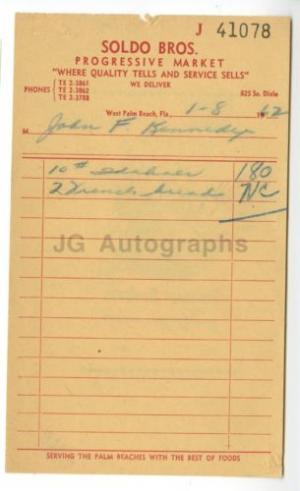 J 41078
SOLDO BROS.
PROGRESSIVE MARKET
"WHERE QUALITY TELLS AND SERVICE SELLS"
WE DELIVER
PHONES { TE 2-3861
TE 2-3862
TE 2-3788
825 So. Dixie
West Palm Beach, Fla., 1-8 1962
M John F Kennedy
10# Idahoes 180
2 French bread NC
JG Autographs
SERVING THE PALM BEACHES WITH THE BEST OF FOODS